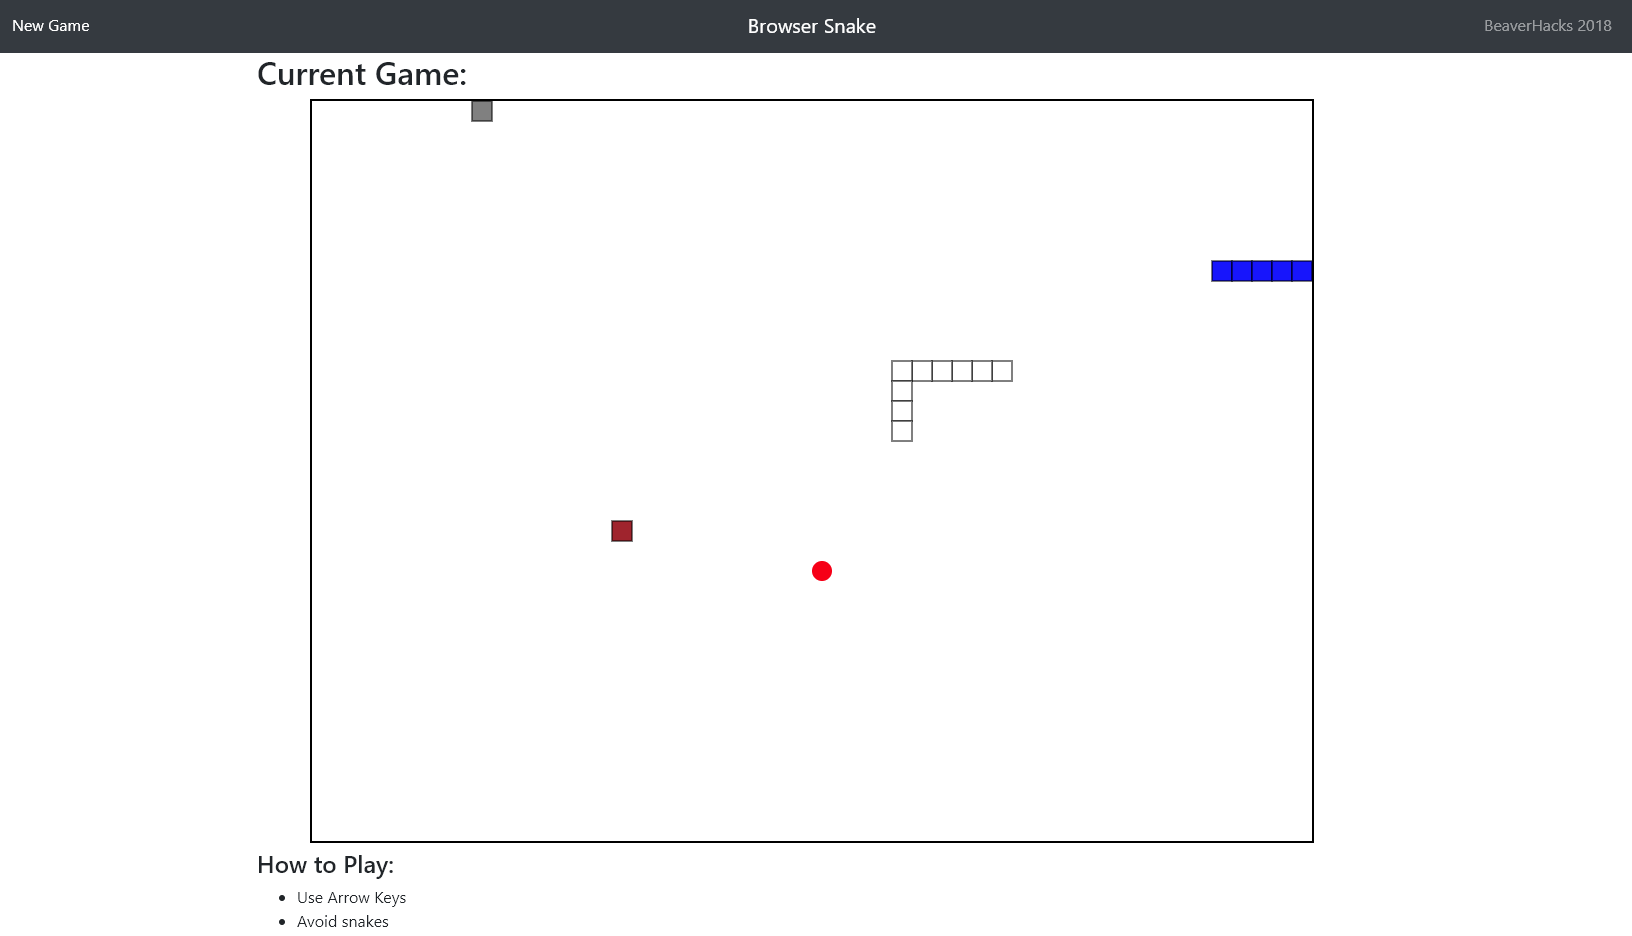 New Game
Browser Snake
BeaverHacks 2018
Current Game:
How to Play:
Use Arrow Keys
Avoid snakes